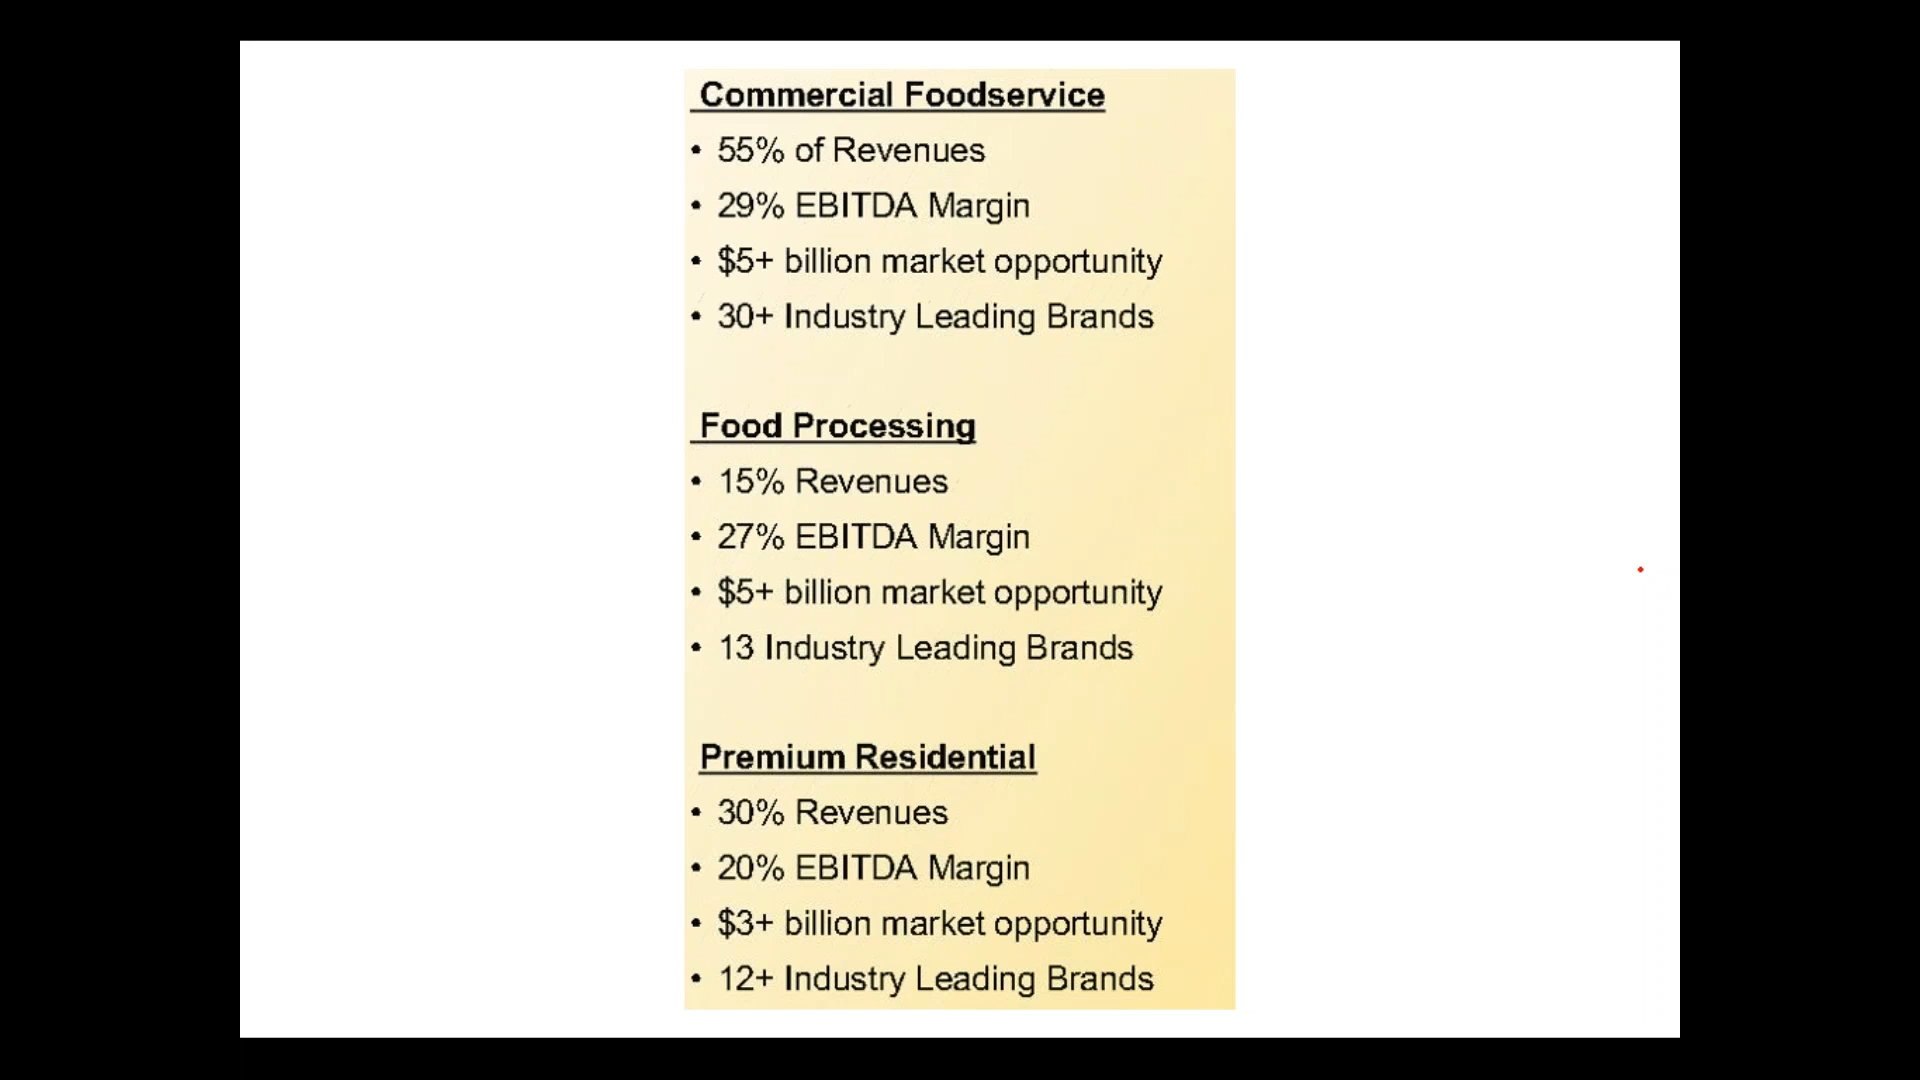 Commercial Foodservice
• 55% of Revenues
• 29% EBITDA Margin
• $5+ billion market opportunity
• 30+ Industry Leading Brands
Food Processing
• 15% Revenues
• 27% EBITDA Margin
• $5+ billion market opportunity
• 13 Industry Leading Brands
Premium Residential
• 30% Revenues
• 20% EBITDA Margin
• $3+ billion market opportunity
• 12+ Industry Leading Brands